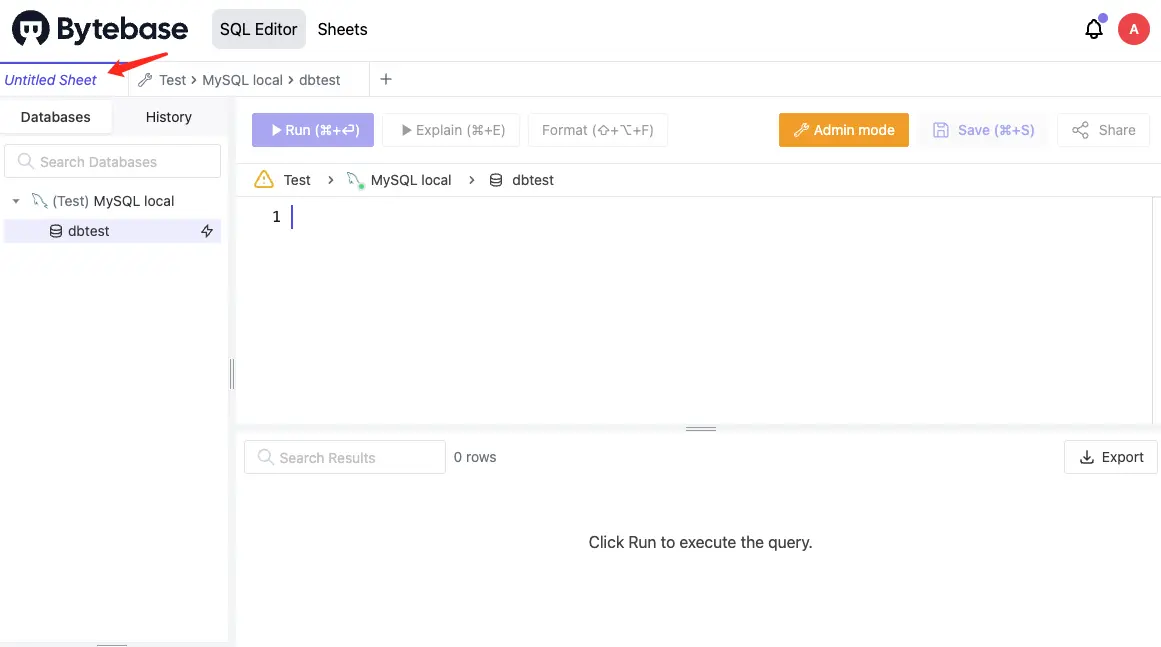 Bytebase SQL Editor Sheets A
Untitled Sheet Test > MySQL local > dbtest +
Databases History
Run (⌘+⏎) Explain (⌘+E) Format (⇧+⌥+F) Admin mode Save (⌘+S) Share
Search Databases
Test > MySQL local > dbtest
(Test) MySQL local
1
dbtest
Search Results 0 rows Export
Click Run to execute the query.